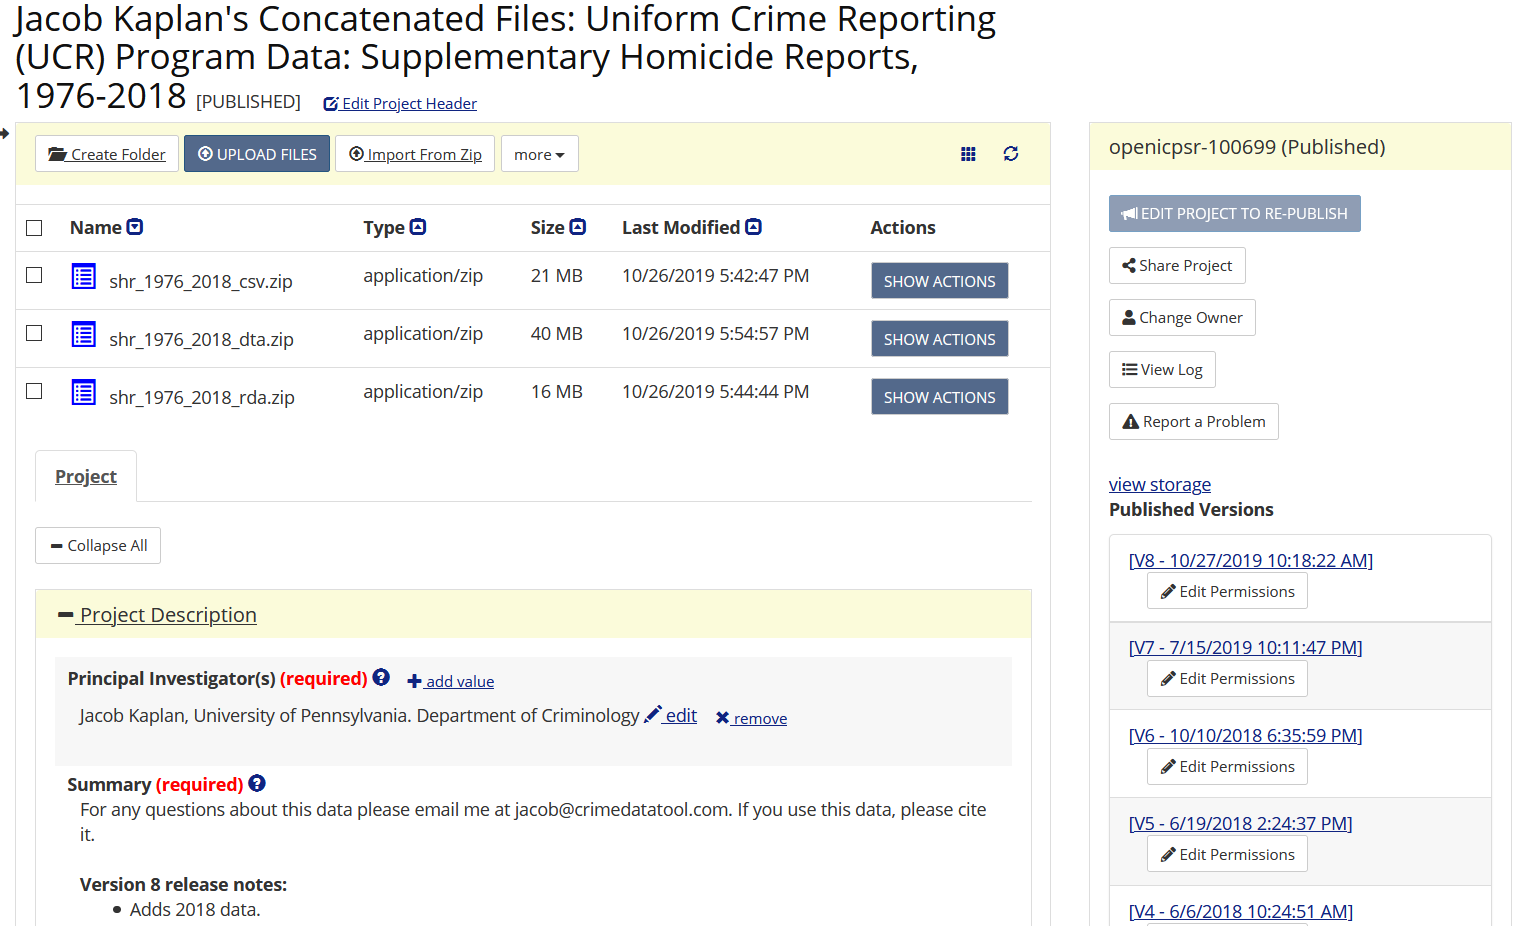 Jacob Kaplan's Concatenated Files: Uniform Crime Reporting
(UCR) Program Data: Supplementary Homicide Reports,
1976-2018 [PUBLISHED] Edit Project Header
Create Folder UPLOAD FILES Import From Zip more
Name Type Size Last Modified Actions
shr_1976_2018_csv.zip application/zip 21 MB 10/26/2019 5:42:47 PM SHOW ACTIONS
shr_1976_2018_dta.zip application/zip 40 MB 10/26/2019 5:54:57 PM SHOW ACTIONS
shr_1976_2018_rda.zip application/zip 16 MB 10/26/2019 5:44:44 PM SHOW ACTIONS
Project
Collapse All
Project Description
Principal Investigator(s) (required) ? add value
Jacob Kaplan, University of Pennsylvania. Department of Criminology edit remove
Summary (required) ?
For any questions about this data please email me at jacob@crimedatatool.com. If you use this data, please cite
it.
Version 8 release notes:
• Adds 2018 data.
openicpsr-100699 (Published)
EDIT PROJECT TO RE-PUBLISH
Share Project
Change Owner
View Log
Report a Problem
view storage
Published Versions
[V8 - 10/27/2019 10:18:22 AM]
Edit Permissions
[V7 - 7/15/2019 10:11:47 PM]
Edit Permissions
[V6 - 10/10/2018 6:35:59 PM]
Edit Permissions
[V5 - 6/19/2018 2:24:37 PM]
Edit Permissions
[V4 - 6/6/2018 10:24:51 AM]